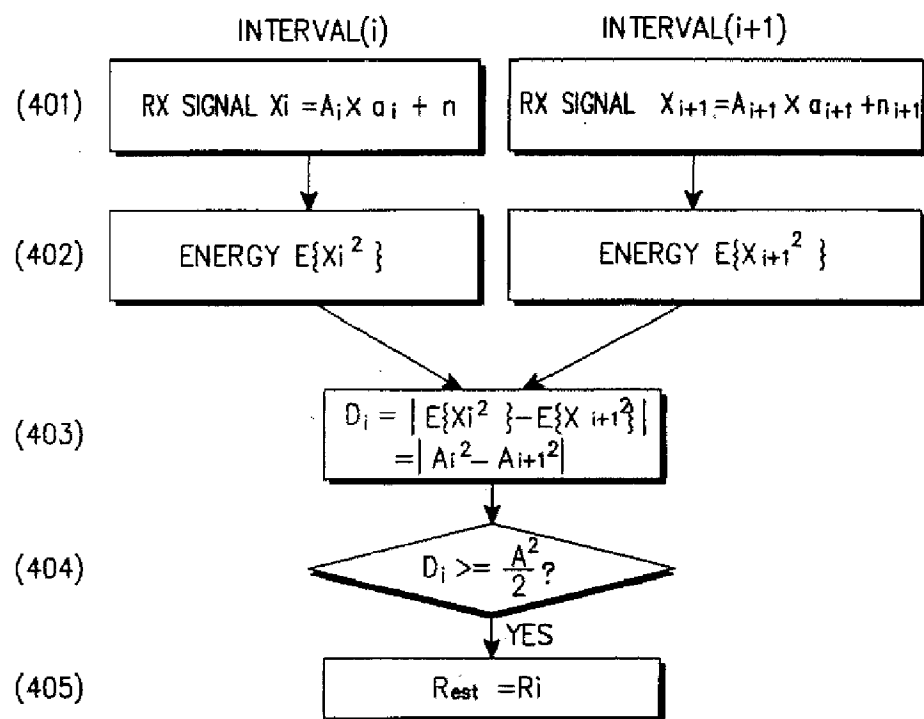 INTERVAL(i) INTERVAL(i+1)
(401) RX SIGNAL Xi = Ai X ai + n RX SIGNAL Xi+1 = Ai+1 X ai+1 + ni+1
(402) ENERGY E{Xi²} ENERGY E{Xi+1²}
(403) Di = | E{Xi²} – E{Xi+1²}|
= | Ai² – Ai+1²|
(404) Di >= A²/2 ?
YES
(405) Rest = Ri